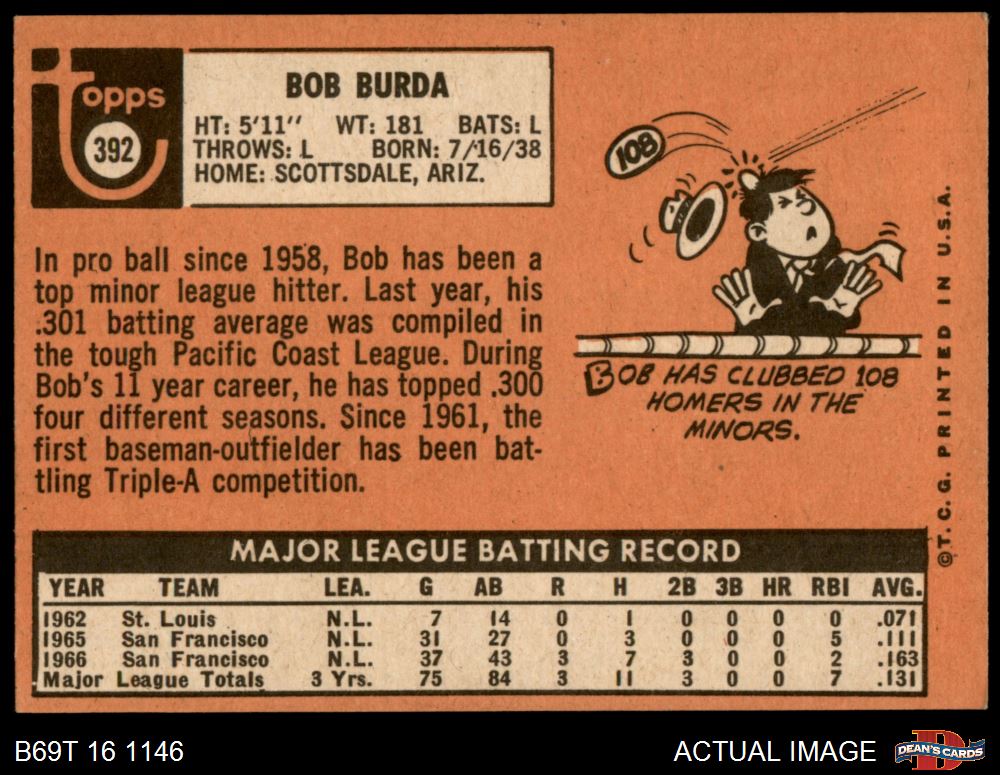 topps
392
BOB BURDA
HT: 5'11" WT: 181 BATS: L
THROWS: L BORN: 7/16/38
HOME: SCOTTSDALE, ARIZ.
In pro ball since 1958, Bob has been a
top minor league hitter. Last year, his
.301 batting average was compiled in
the tough Pacific Coast League. During
Bob's 11 year career, he has topped .300
four different seasons. Since 1961, the
first baseman-outfielder has been bat-
tling Triple-A competition.
108
BOB HAS CLUBBED 108
HOMERS IN THE
MINORS.
©T.C.G. PRINTED IN U.S.A.
MAJOR LEAGUE BATTING RECORD
YEAR TEAM LEA. G AB R H 2B 3B HR RBI AVG.
1962 St. Louis N.L. 7 14 0 1 0 0 0 0 .071
1965 San Francisco N.L. 31 27 0 3 0 0 0 5 .111
1966 San Francisco N.L. 37 43 3 7 3 0 0 2 .163
Major League Totals 3 Yrs. 75 84 3 11 3 0 0 7 .131
B69T 16 1146
ACTUAL IMAGE
D
DEAN'S CARDS